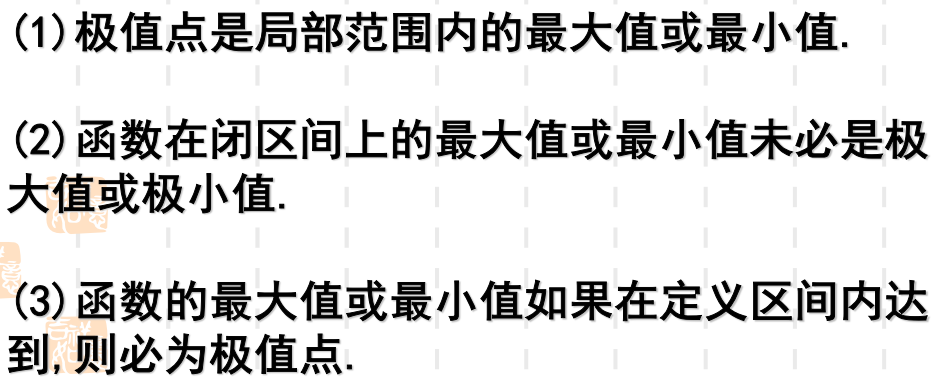 (1)极值点是局部范围内的最大值或最小值.
(2)函数在闭区间上的最大值或最小值未必是极
大值或极小值.
(3)函数的最大值或最小值如果在定义区间内达
到,则必为极值点.